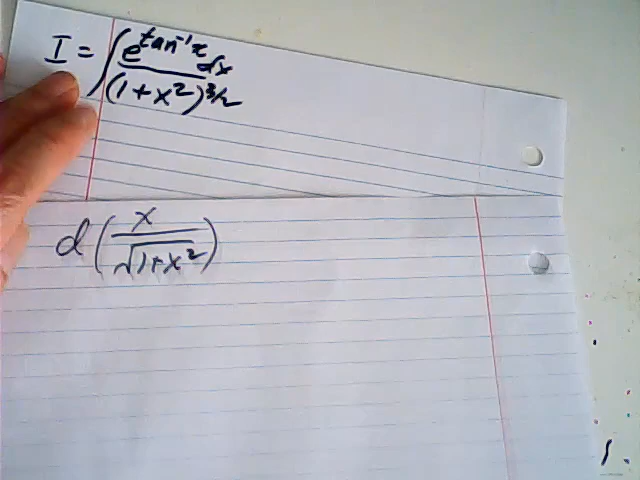 I = ∫ e^(tan⁻¹x) / (1+x²)^(3/2) dx
d(x / √(1+x²))